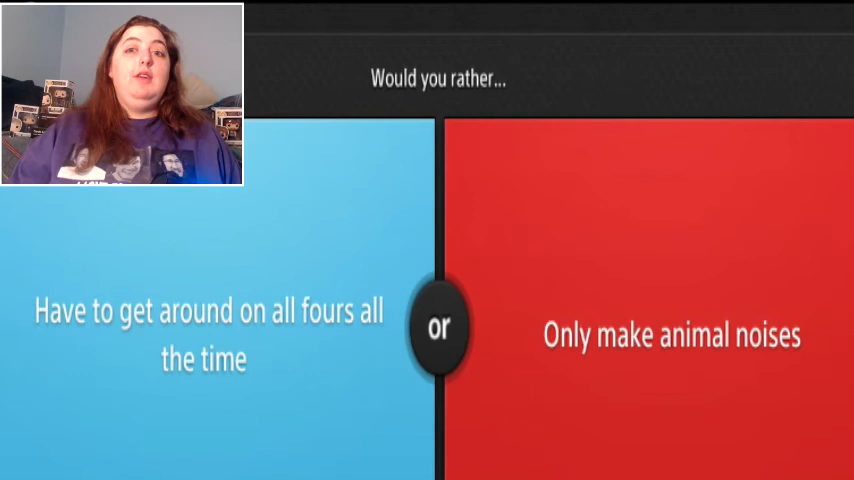 Would you rather...
Have to get around on all fours all
the time
or
Only make animal noises